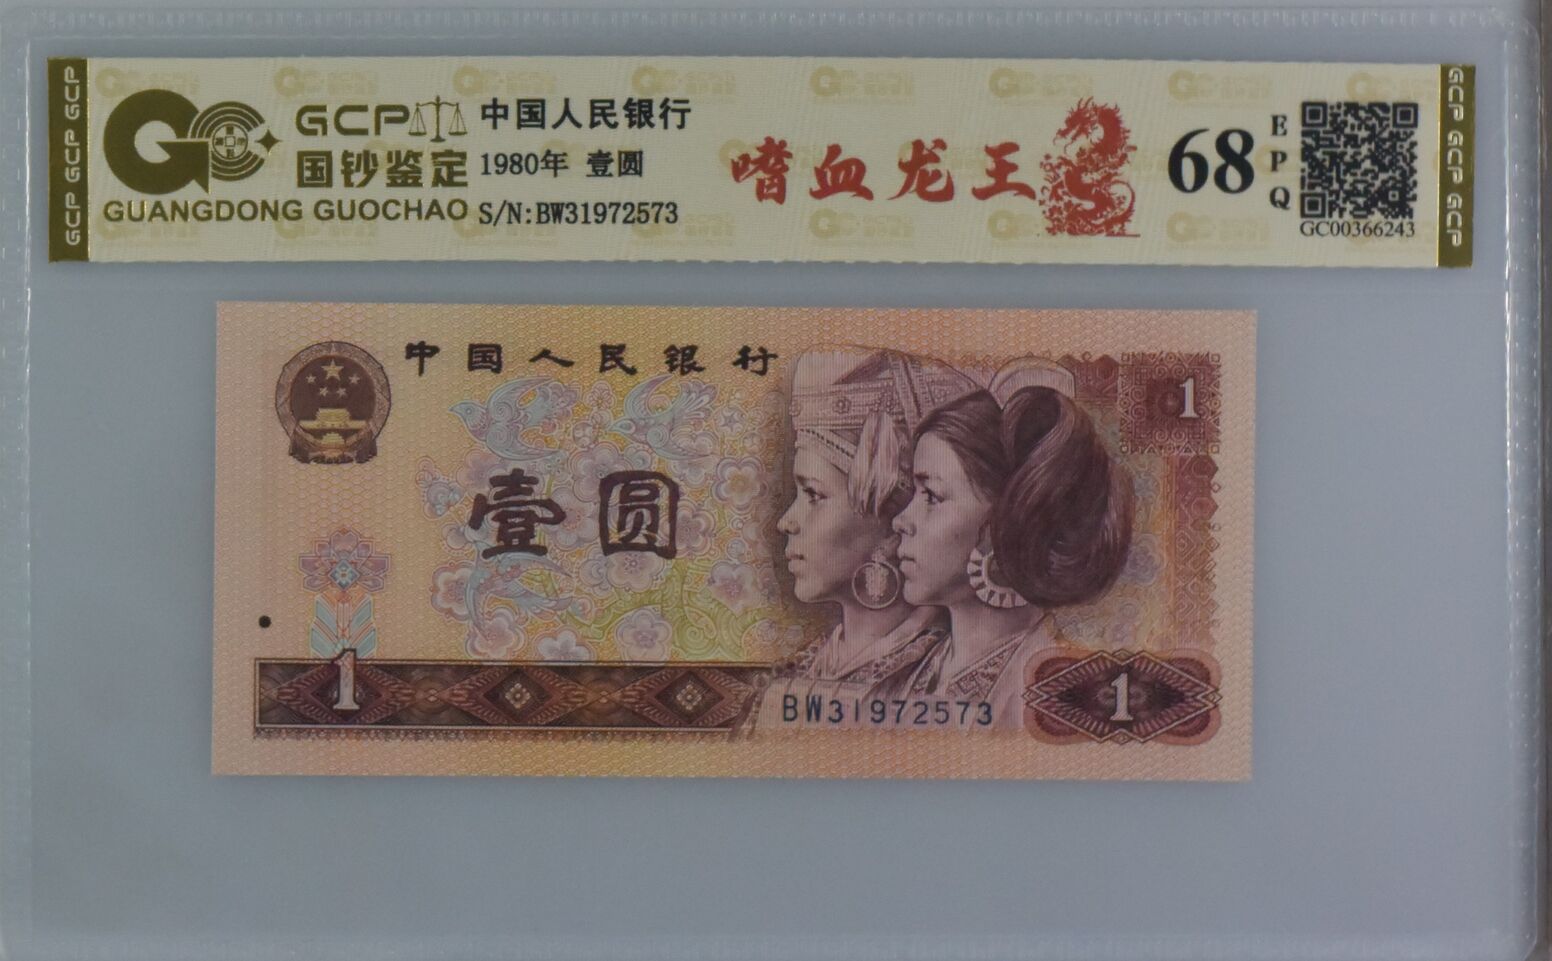 GCP GCP GCP
GCP
国钞鉴定
GUANGDONG GUOCHAO
中国人民银行
1980年 壹圆
S/N:BW31972573
嗜血龙王
68
EPQ
GC00366243
GCP GCP GCP GCP
中国人民银行
1
壹圆
1
BW31972573
1